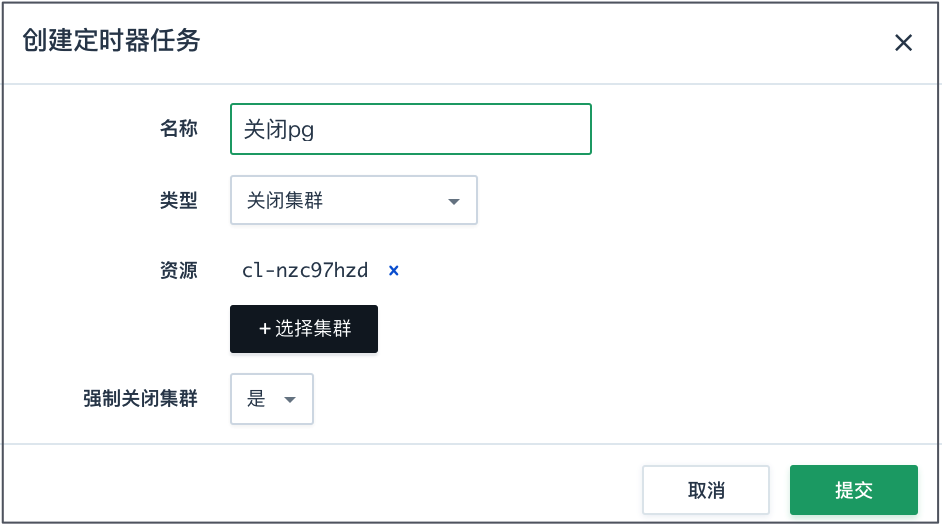 创建定时器任务
名称 关闭pg
类型 关闭集群
资源 cl-nzc97hzd ×
+选择集群
强制关闭集群 是
取消 提交